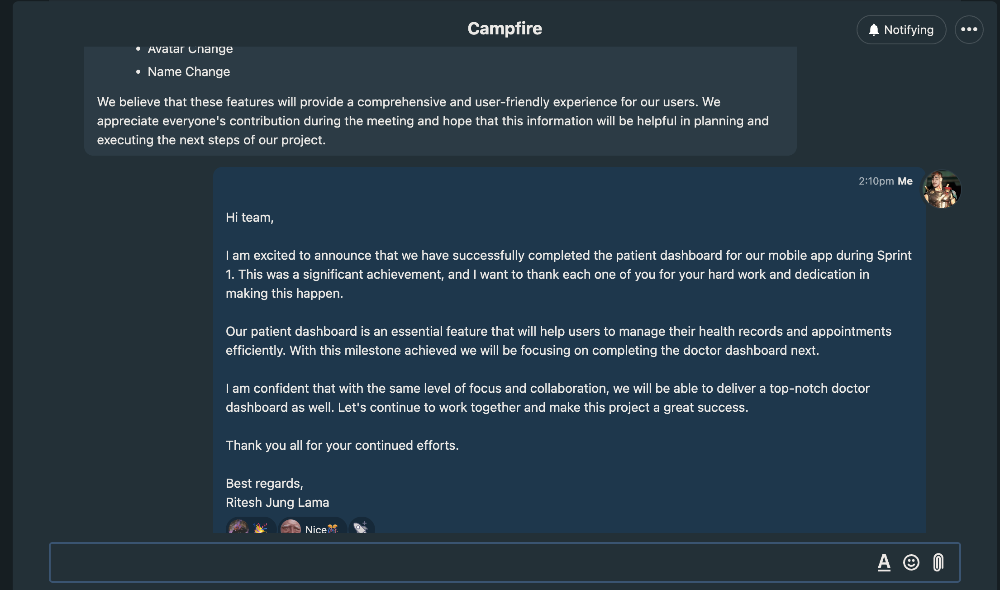 Campfire
Notifying
Avatar Change
Name Change
We believe that these features will provide a comprehensive and user-friendly experience for our users. We
appreciate everyone's contribution during the meeting and hope that this information will be helpful in planning and
executing the next steps of our project.
2:10pm Me
Hi team,
I am excited to announce that we have successfully completed the patient dashboard for our mobile app during Sprint
1. This was a significant achievement, and I want to thank each one of you for your hard work and dedication in
making this happen.
Our patient dashboard is an essential feature that will help users to manage their health records and appointments
efficiently. With this milestone achieved we will be focusing on completing the doctor dashboard next.
I am confident that with the same level of focus and collaboration, we will be able to deliver a top-notch doctor
dashboard as well. Let's continue to work together and make this project a great success.
Thank you all for your continued efforts.
Best regards,
Ritesh Jung Lama
🎉 Nice🎊
A